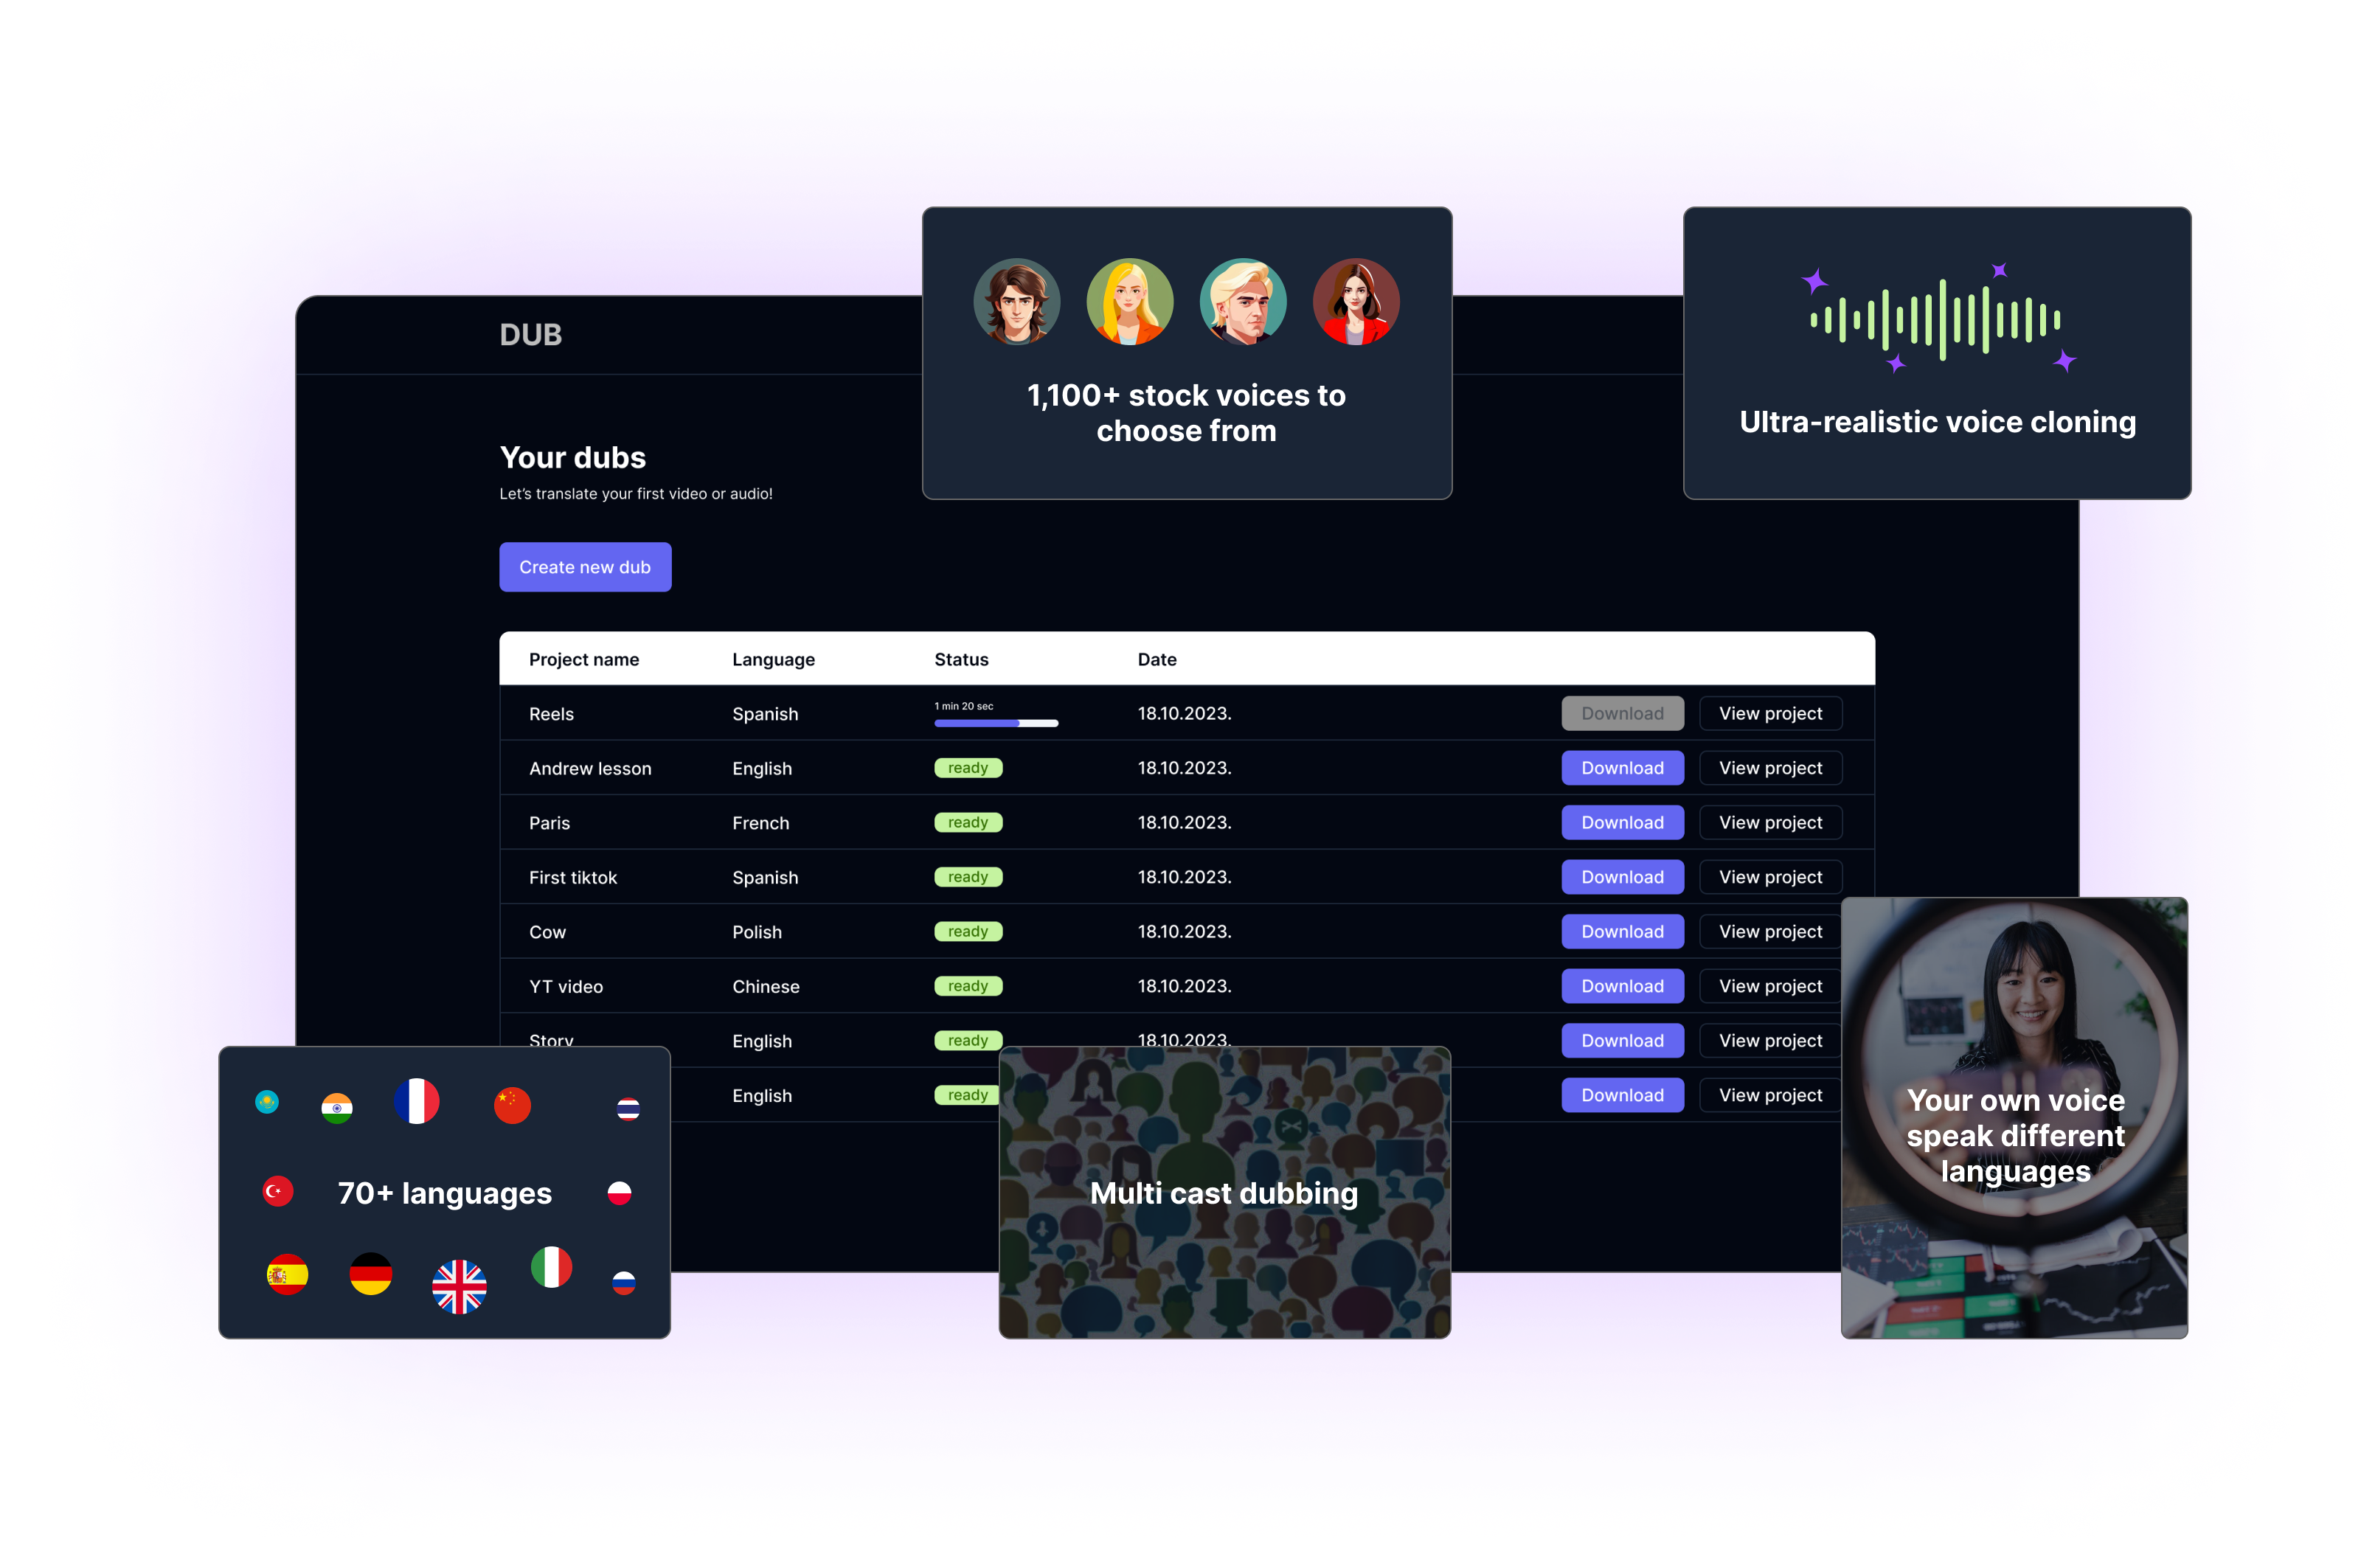 DUB
1,100+ stock voices to
choose from
Ultra-realistic voice cloning
Your dubs
Let's translate your first video or audio!
Create new dub
Project name Language Status Date
Reels Spanish 1 min 20 sec 18.10.2023. Download View project
Andrew lesson English ready 18.10.2023. Download View project
Paris French ready 18.10.2023. Download View project
First tiktok Spanish ready 18.10.2023. Download View project
Cow Polish ready 18.10.2023. Download View project
YT video Chinese ready 18.10.2023. Download View project
Story English ready 18.10.2023. Download View project
English ready Download View project
70+ languages
Multi cast dubbing
Your own voice
speak different
languages